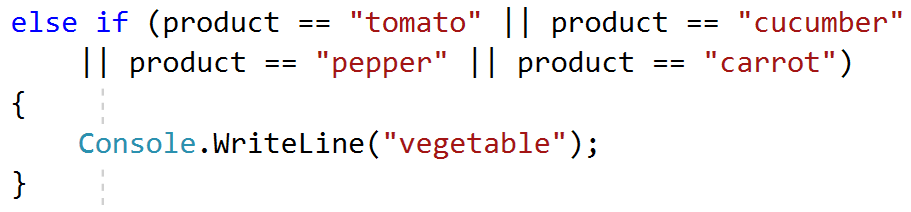 else if (product == "tomato" || product == "cucumber"
    || product == "pepper" || product == "carrot")
{
    Console.WriteLine("vegetable");
}